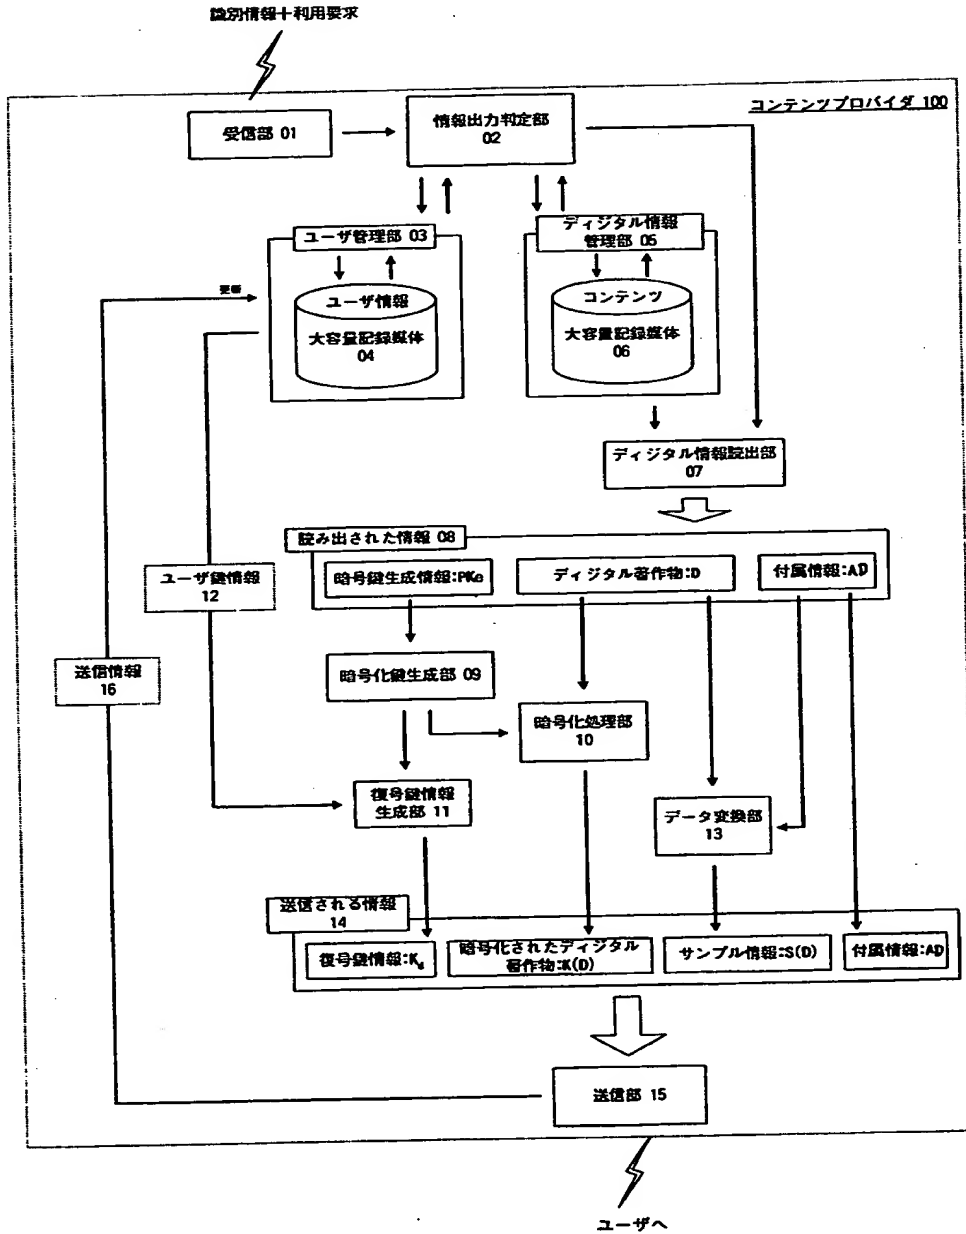 識別情報＋利用要求
コンテンツプロバイダ 100
受信部 01
情報出力判定部
02
ユーザ管理部 03
ディジタル情報
管理部 05
更新
ユーザ情報
大容量記録媒体
04
コンテンツ
大容量記録媒体
06
ディジタル情報読出部
07
読み出された情報 08
暗号鍵生成情報:PKe
ディジタル著作物:D
付属情報:AD
ユーザ鍵情報
12
送信情報
16
暗号化鍵生成部 09
暗号化処理部
10
復号鍵情報
生成部 11
データ変換部
13
送信される情報
14
復号鍵情報:Kd
暗号化されたディジタル
著作物:K(D)
サンプル情報:S(D)
付属情報:AD
送信部 15
ユーザへ